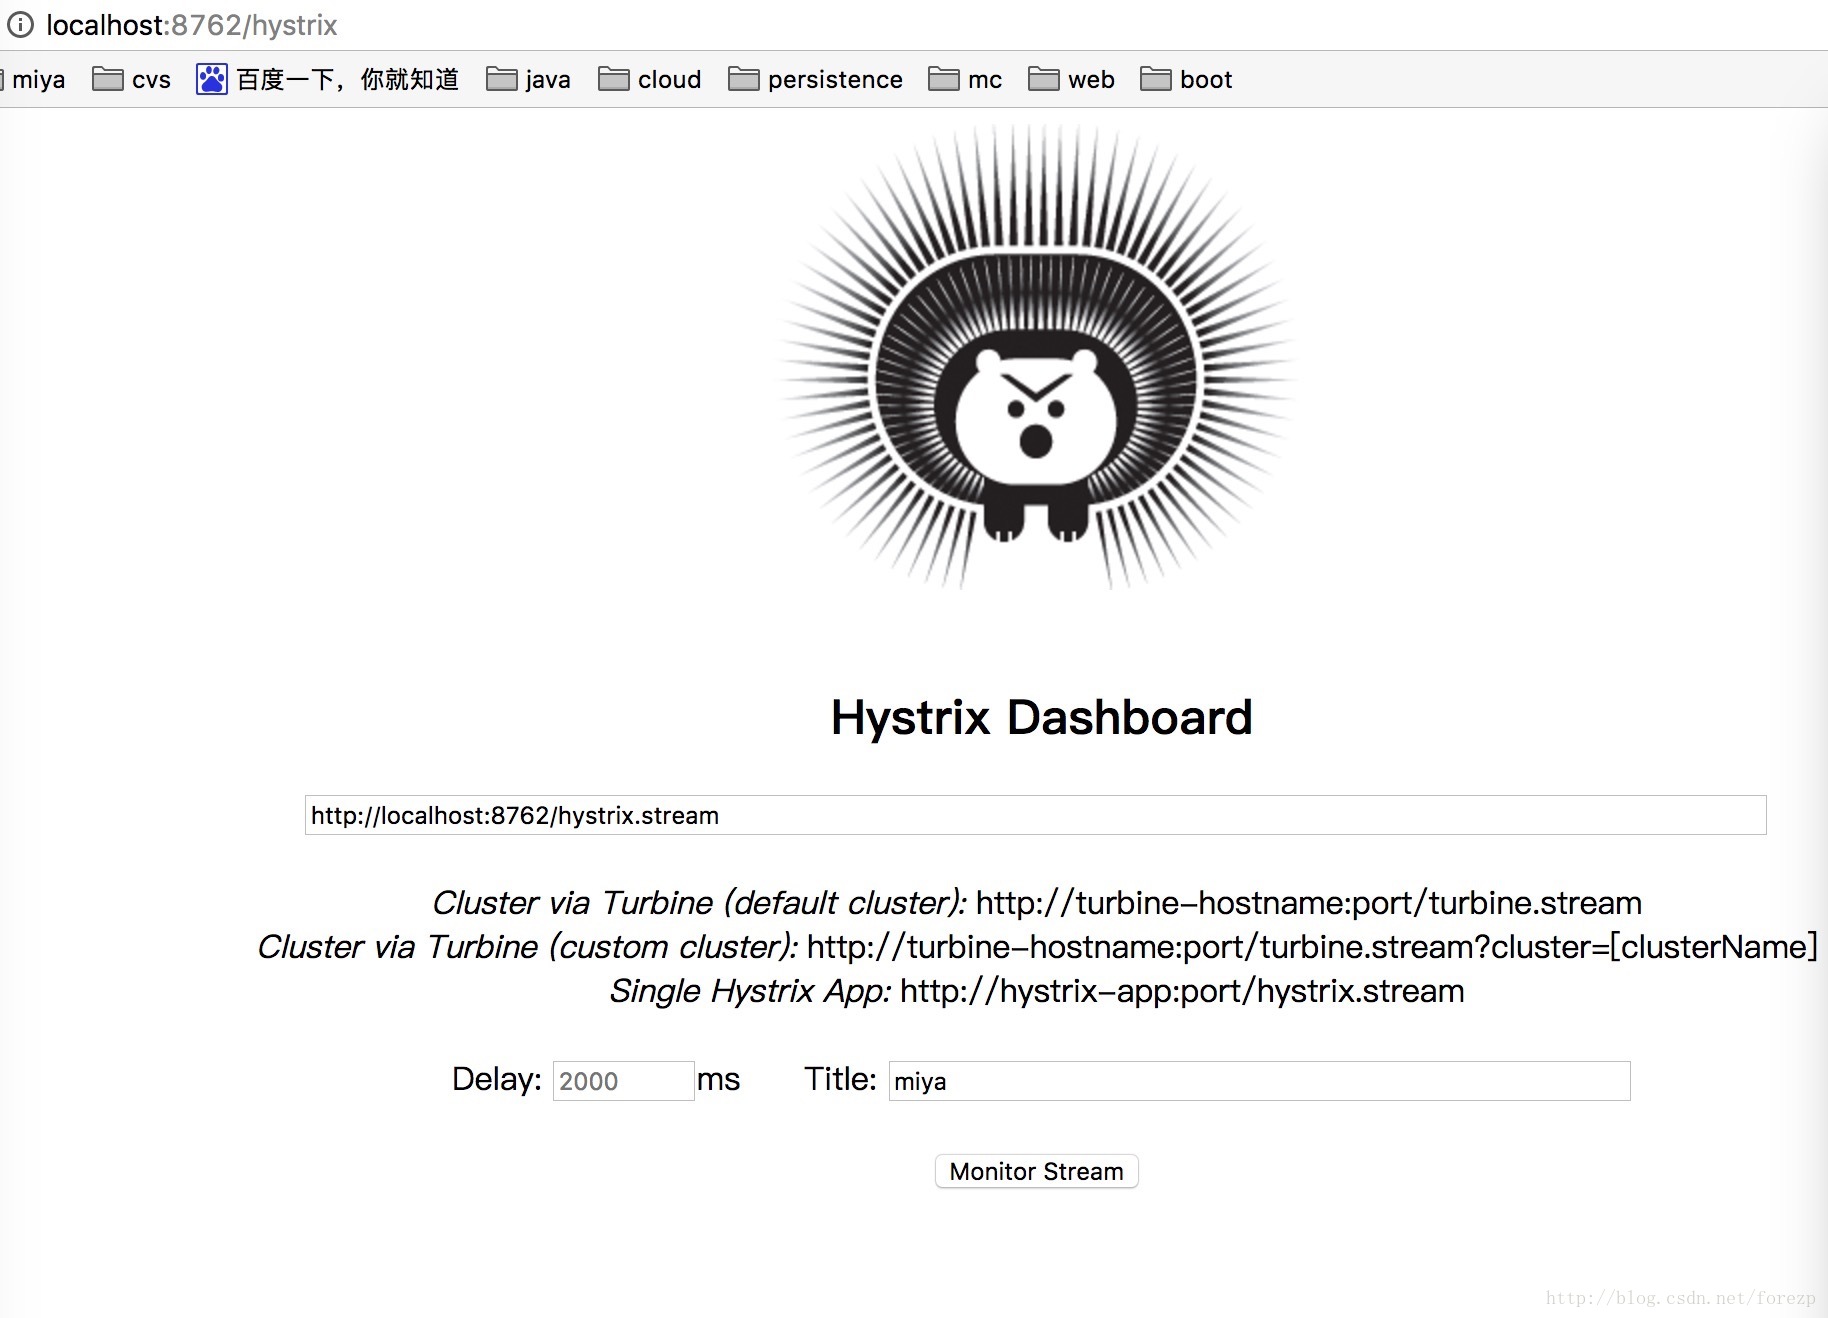 localhost:8762/hystrix
miya cvs 百度一下，你就知道 java cloud persistence mc web boot
Hystrix Dashboard
http://localhost:8762/hystrix.stream
Cluster via Turbine (default cluster): http://turbine-hostname:port/turbine.stream
Cluster via Turbine (custom cluster): http://turbine-hostname:port/turbine.stream?cluster=[clusterName]
Single Hystrix App: http://hystrix-app:port/hystrix.stream
Delay: 2000 ms Title: miya
Monitor Stream
http://blog.csdn.net/forezp